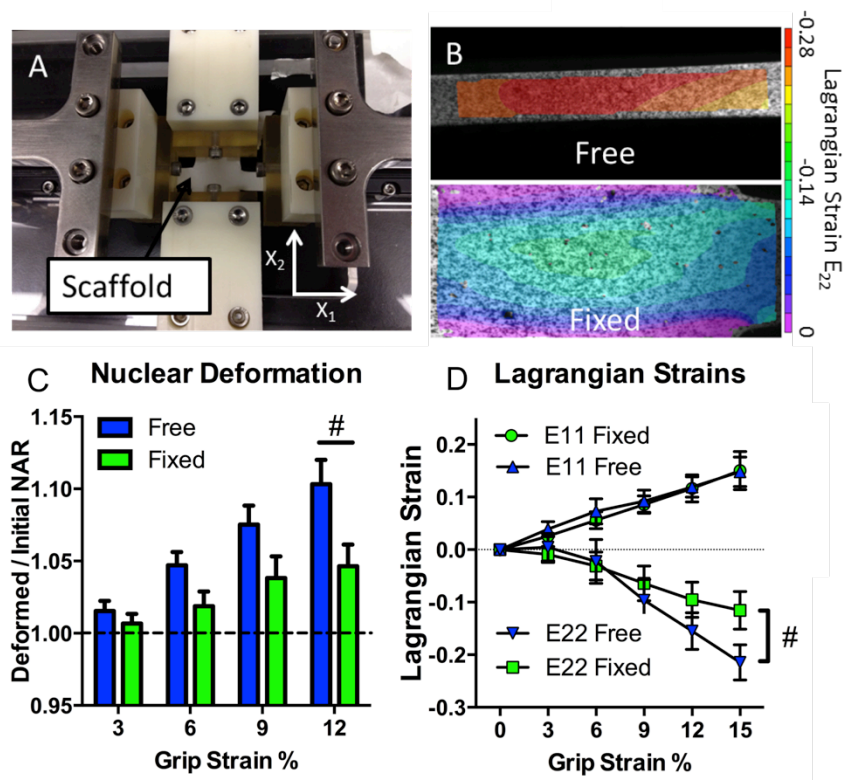 A
Scaffold
X2
X1
B
Free
Fixed
-0.28
-0.14
0
Lagrangian Strain E22
C
Nuclear Deformation
Free
Fixed
#
Deformed / Initial NAR
1.15
1.10
1.05
1.00
0.95
3 6 9 12
Grip Strain %
D
Lagrangian Strains
E11 Fixed
E11 Free
E22 Free
E22 Fixed
#
Lagrangian Strain
0.2
0.1
0.0
-0.1
-0.2
-0.3
0 3 6 9 12 15
Grip Strain %